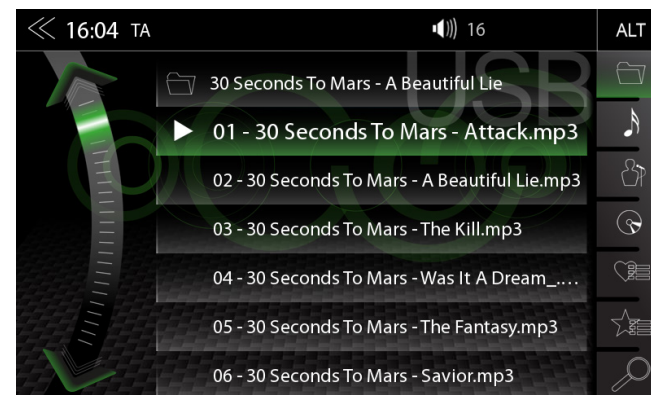 16:04 TA 16 ALT
USB
30 Seconds To Mars - A Beautiful Lie
01 - 30 Seconds To Mars - Attack.mp3
02 - 30 Seconds To Mars - A Beautiful Lie.mp3
03 - 30 Seconds To Mars - The Kill.mp3
04 - 30 Seconds To Mars - Was It A Dream_....
05 - 30 Seconds To Mars - The Fantasy.mp3
06 - 30 Seconds To Mars - Savior.mp3